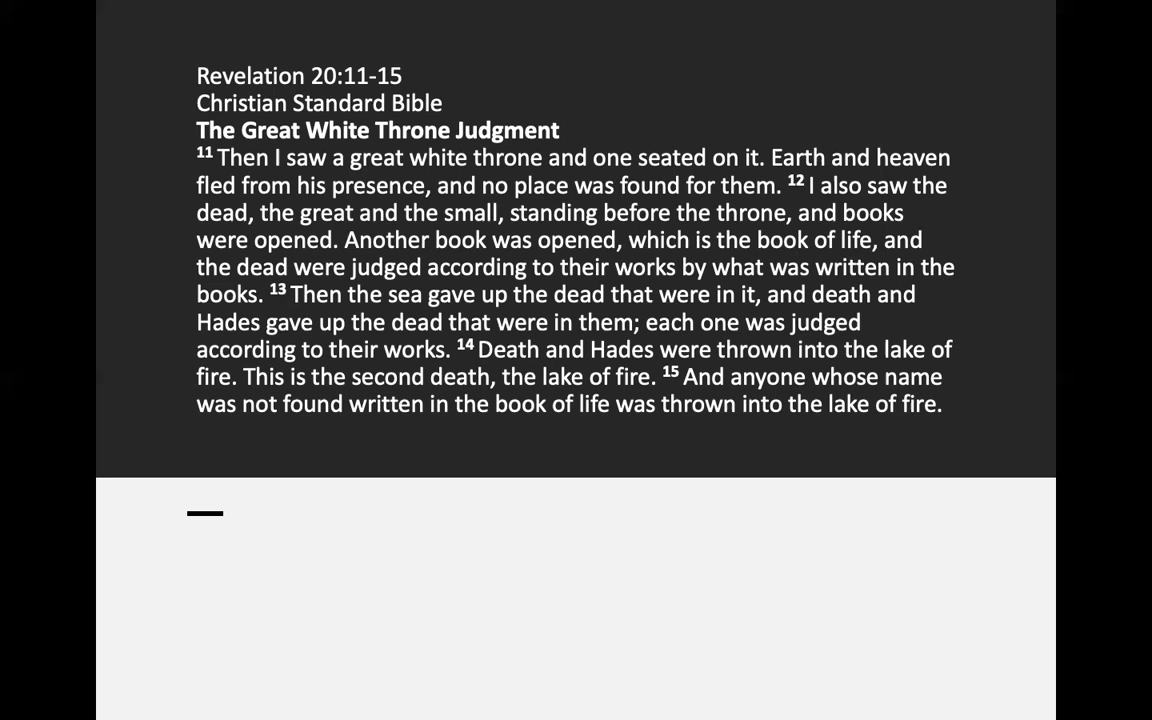 Revelation 20:11-15
Christian Standard Bible
The Great White Throne Judgment
11 Then I saw a great white throne and one seated on it. Earth and heaven
fled from his presence, and no place was found for them. 12 I also saw the
dead, the great and the small, standing before the throne, and books
were opened. Another book was opened, which is the book of life, and
the dead were judged according to their works by what was written in the
books. 13 Then the sea gave up the dead that were in it, and death and
Hades gave up the dead that were in them; each one was judged
according to their works. 14 Death and Hades were thrown into the lake of
fire. This is the second death, the lake of fire. 15 And anyone whose name
was not found written in the book of life was thrown into the lake of fire.